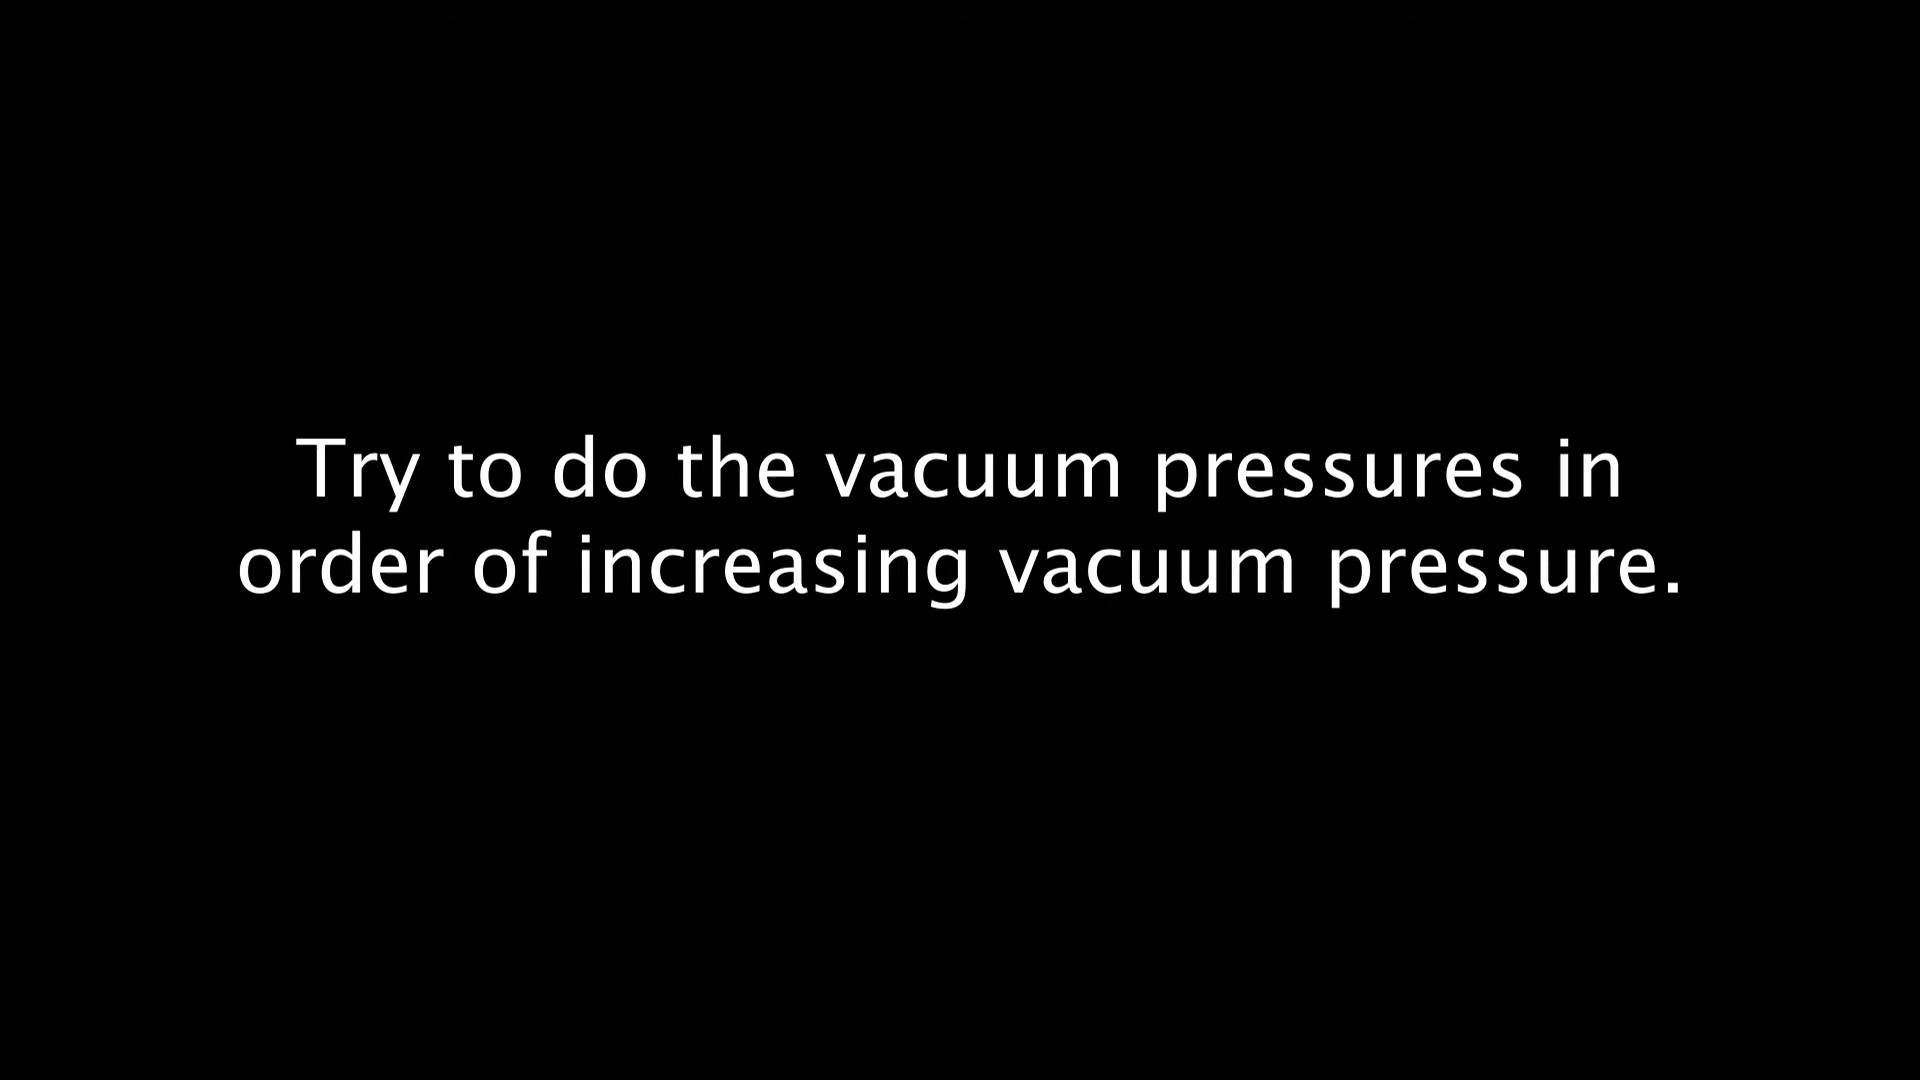 Try to do the vacuum pressures in
order of increasing vacuum pressure.